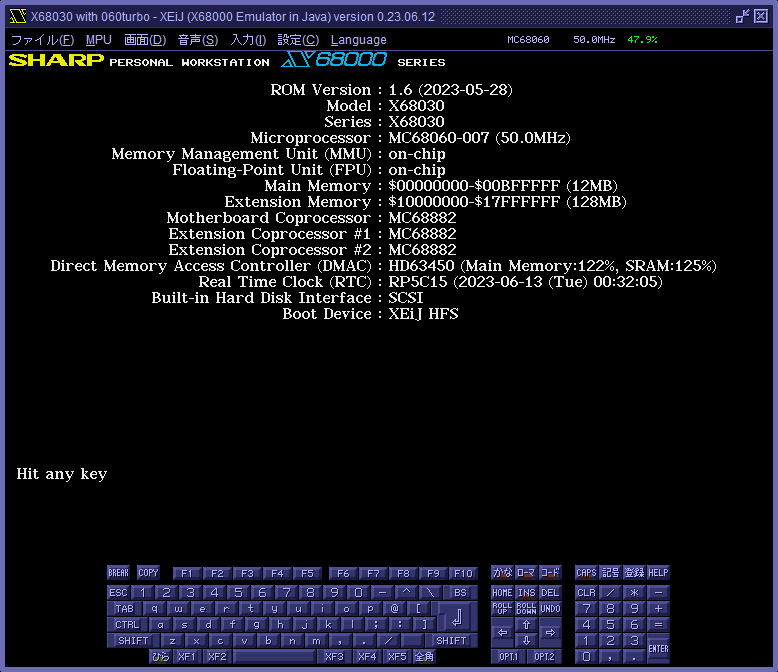 X68030 with 060turbo - XEiJ (X68000 Emulator in Java) version 0.23.06.12
ファイル(F) MPU 画面(D) 音声(S) 入力(I) 設定(C) Language MC68060 50.0MHz 47.9%
SHARP PERSONAL WORKSTATION X68000 SERIES
ROM Version : 1.6 (2023-05-28)
Model : X68030
Series : X68030
Microprocessor : MC68060-007 (50.0MHz)
Memory Management Unit (MMU) : on-chip
Floating-Point Unit (FPU) : on-chip
Main Memory : $00000000-$00BFFFFF (12MB)
Extension Memory : $10000000-$17FFFFFF (128MB)
Motherboard Coprocessor : MC68882
Extension Coprocessor #1 : MC68882
Extension Coprocessor #2 : MC68882
Direct Memory Access Controller (DMAC) : HD63450 (Main Memory:122%, SRAM:125%)
Real Time Clock (RTC) : RP5C15 (2023-06-13 (Tue) 00:32:05)
Built-in Hard Disk Interface : SCSI
Boot Device : XEiJ HFS
Hit any key
BREAK COPY F1 F2 F3 F4 F5 F6 F7 F8 F9 F10 かな ローマ コード CAPS 記号 登録 HELP
ESC 1 2 3 4 5 6 7 8 9 0 - ^ \ BS HOME INS DEL CLR / * -
TAB q w e r t y u i o p @ [ ROLL UP ROLL DOWN UNDO 7 8 9 +
CTRL a s d f g h j k l ; : ] ← ↑ → 4 5 6 =
SHIFT z x c v b n m , . / SHIFT ↓ 1 2 3 ENTER
ひら XF1 XF2 XF3 XF4 XF5 全角 OPT.1 OPT.2 0 , .